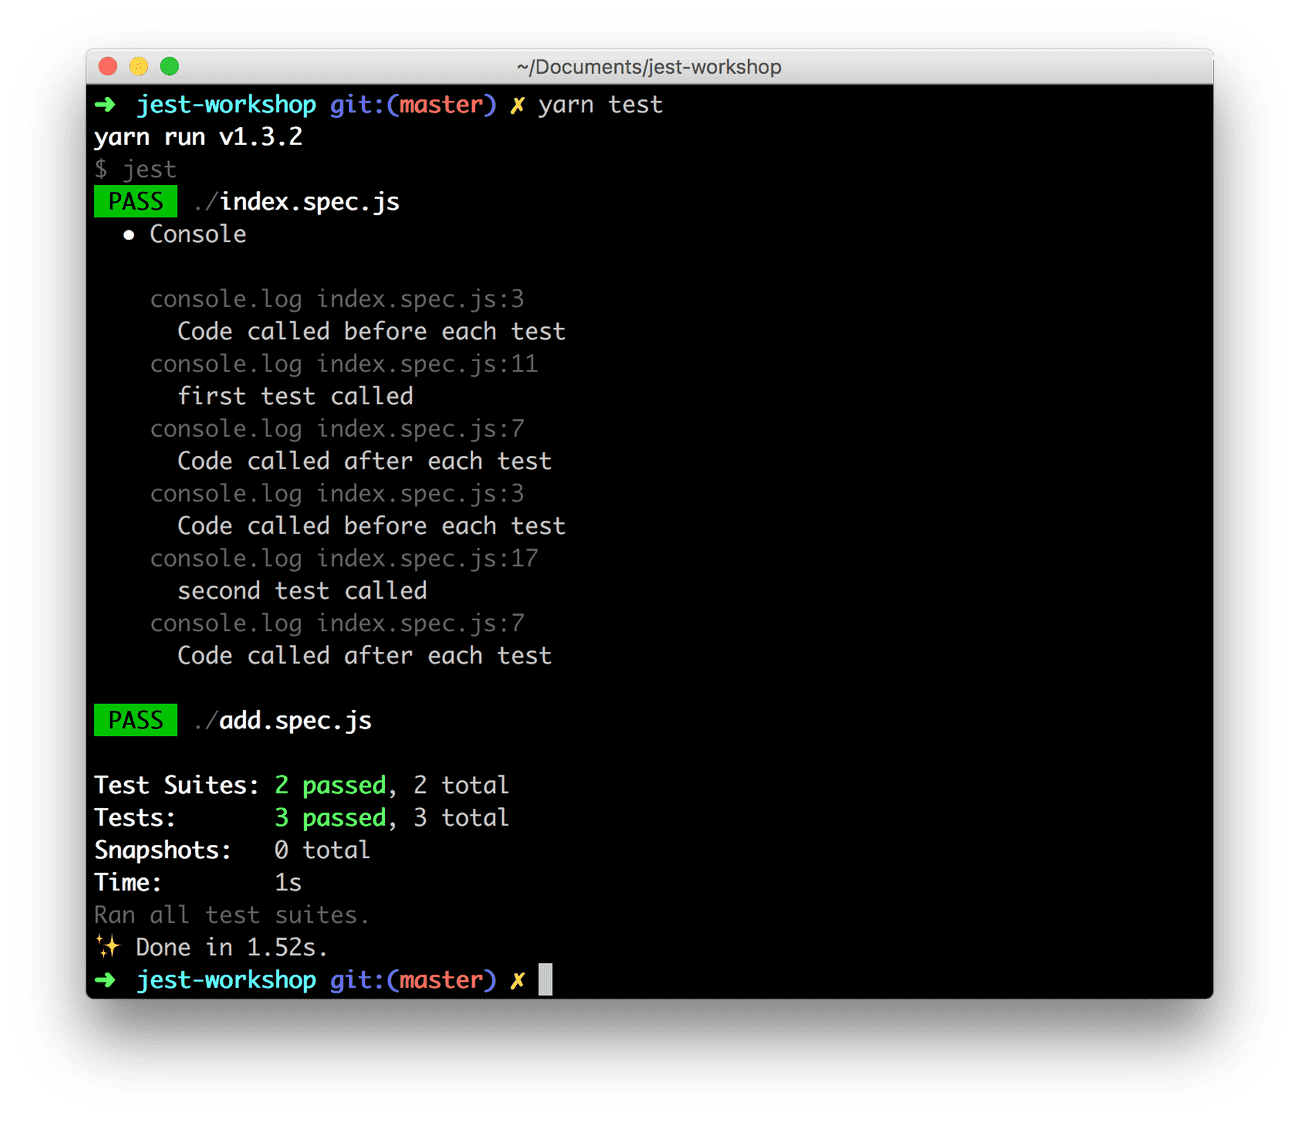 ~/Documents/jest-workshop
➜ jest-workshop git:(master) ✗ yarn test
yarn run v1.3.2
$ jest
PASS ./index.spec.js
● Console
console.log index.spec.js:3
Code called before each test
console.log index.spec.js:11
first test called
console.log index.spec.js:7
Code called after each test
console.log index.spec.js:3
Code called before each test
console.log index.spec.js:17
second test called
console.log index.spec.js:7
Code called after each test
PASS ./add.spec.js
Test Suites: 2 passed, 2 total
Tests: 3 passed, 3 total
Snapshots: 0 total
Time: 1s
Ran all test suites.
✨ Done in 1.52s.
➜ jest-workshop git:(master) ✗